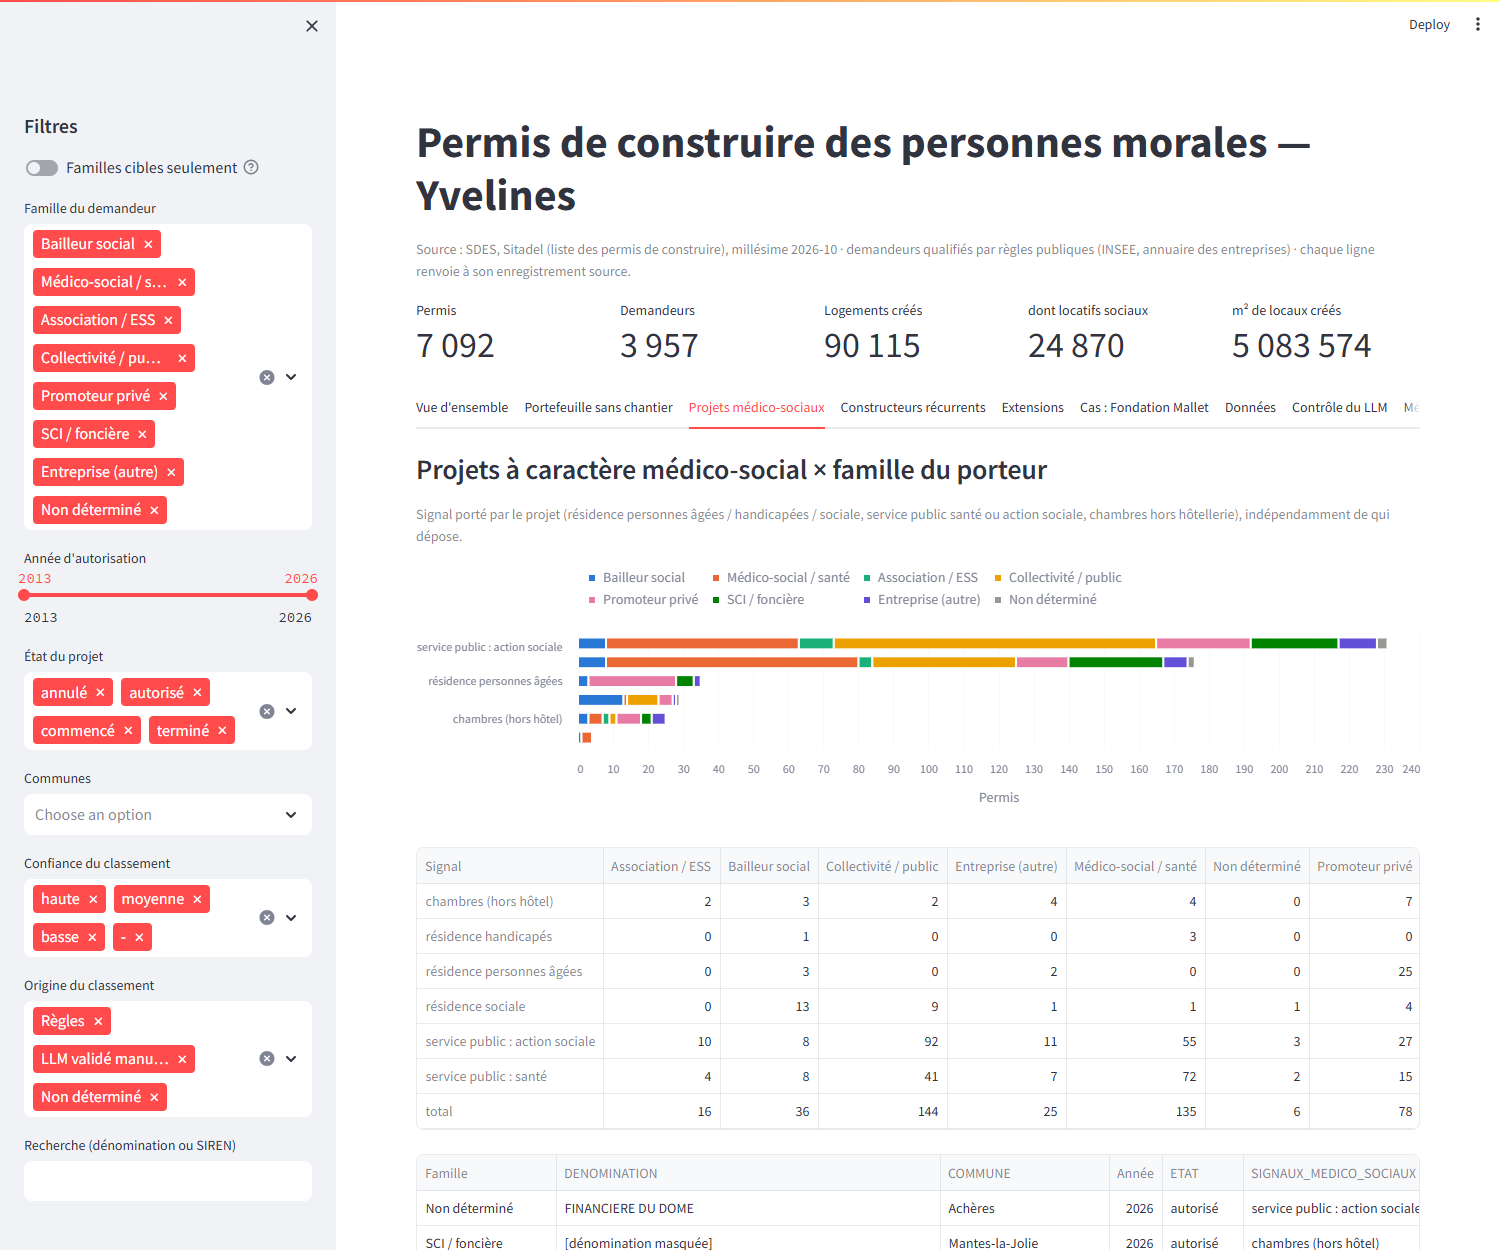 Deploy
Filtres
Familles cibles seulement
Famille du demandeur
Bailleur social ×
Médico-social / s... ×
Association / ESS ×
Collectivité / pu... ×
Promoteur privé ×
SCI / foncière ×
Entreprise (autre) ×
Non déterminé ×
Année d'autorisation
2013 2026
2013 2026
État du projet
annulé × autorisé ×
commencé × terminé ×
Communes
Choose an option
Confiance du classement
haute × moyenne ×
basse × - ×
Origine du classement
Règles ×
LLM validé manu... ×
Non déterminé ×
Recherche (dénomination ou SIREN)
Permis de construire des personnes morales —
Yvelines
Source : SDES, Sitadel (liste des permis de construire), millésime 2026-10 · demandeurs qualifiés par règles publiques (INSEE, annuaire des entreprises) · chaque ligne
renvoie à son enregistrement source.
Permis Demandeurs Logements créés dont locatifs sociaux m² de locaux créés
7 092 3 957 90 115 24 870 5 083 574
Vue d'ensemble Portefeuille sans chantier Projets médico-sociaux Constructeurs récurrents Extensions Cas : Fondation Mallet Données Contrôle du LLM
Projets à caractère médico-social × famille du porteur
Signal porté par le projet (résidence personnes âgées / handicapées / sociale, service public santé ou action sociale, chambres hors hôtellerie), indépendamment de qui
dépose.
Bailleur social Médico-social / santé Association / ESS Collectivité / public
Promoteur privé SCI / foncière Entreprise (autre) Non déterminé
service public : action sociale
résidence personnes âgées
chambres (hors hôtel)
0 10 20 30 40 50 60 70 80 90 100 110 120 130 140 150 160 170 180 190 200 210 220 230 240
Permis
Signal Association / ESS Bailleur social Collectivité / public Entreprise (autre) Médico-social / santé Non déterminé Promoteur privé
chambres (hors hôtel) 2 3 2 4 4 0 7
résidence handicapés 0 1 0 0 3 0 0
résidence personnes âgées 0 3 0 2 0 0 25
résidence sociale 0 13 9 1 1 1 4
service public : action sociale 10 8 92 11 55 3 27
service public : santé 4 8 41 7 72 2 15
total 16 36 144 25 135 6 78
Famille DENOMINATION COMMUNE Année ETAT SIGNAUX_MEDICO_SOCIAUX
Non déterminé FINANCIERE DU DOME Achères 2026 autorisé service public : action sociale
SCI / foncière [dénomination masquée] Mantes-la-Jolie 2026 autorisé chambres (hors hôtel)